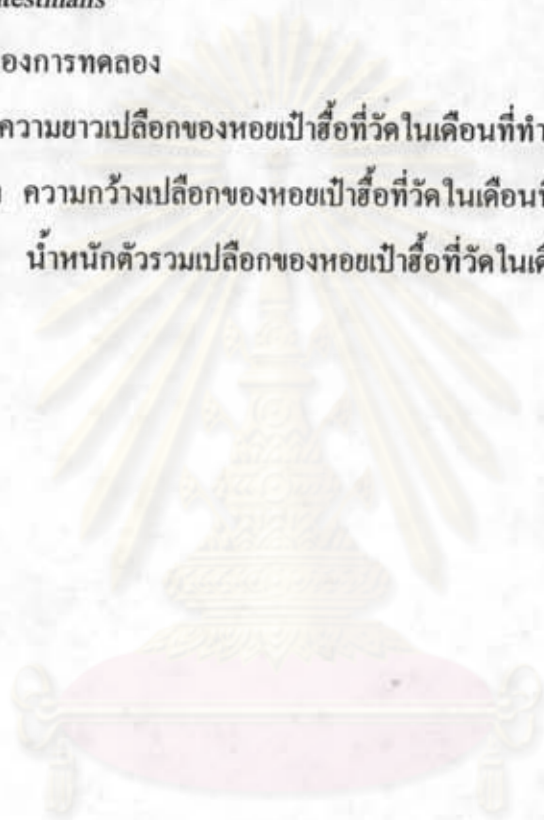 องการทดลอง
ความยาวเปลือกของหอยเป๋าฮื้อที่วัดในเดือนที่ทำ
ความกว้างเปลือกของหอยเป๋าฮื้อที่วัดในเดือนที
น้ำหนักตัวรวมเปลือกของหอยเป๋าฮื้อที่วัดในเดื